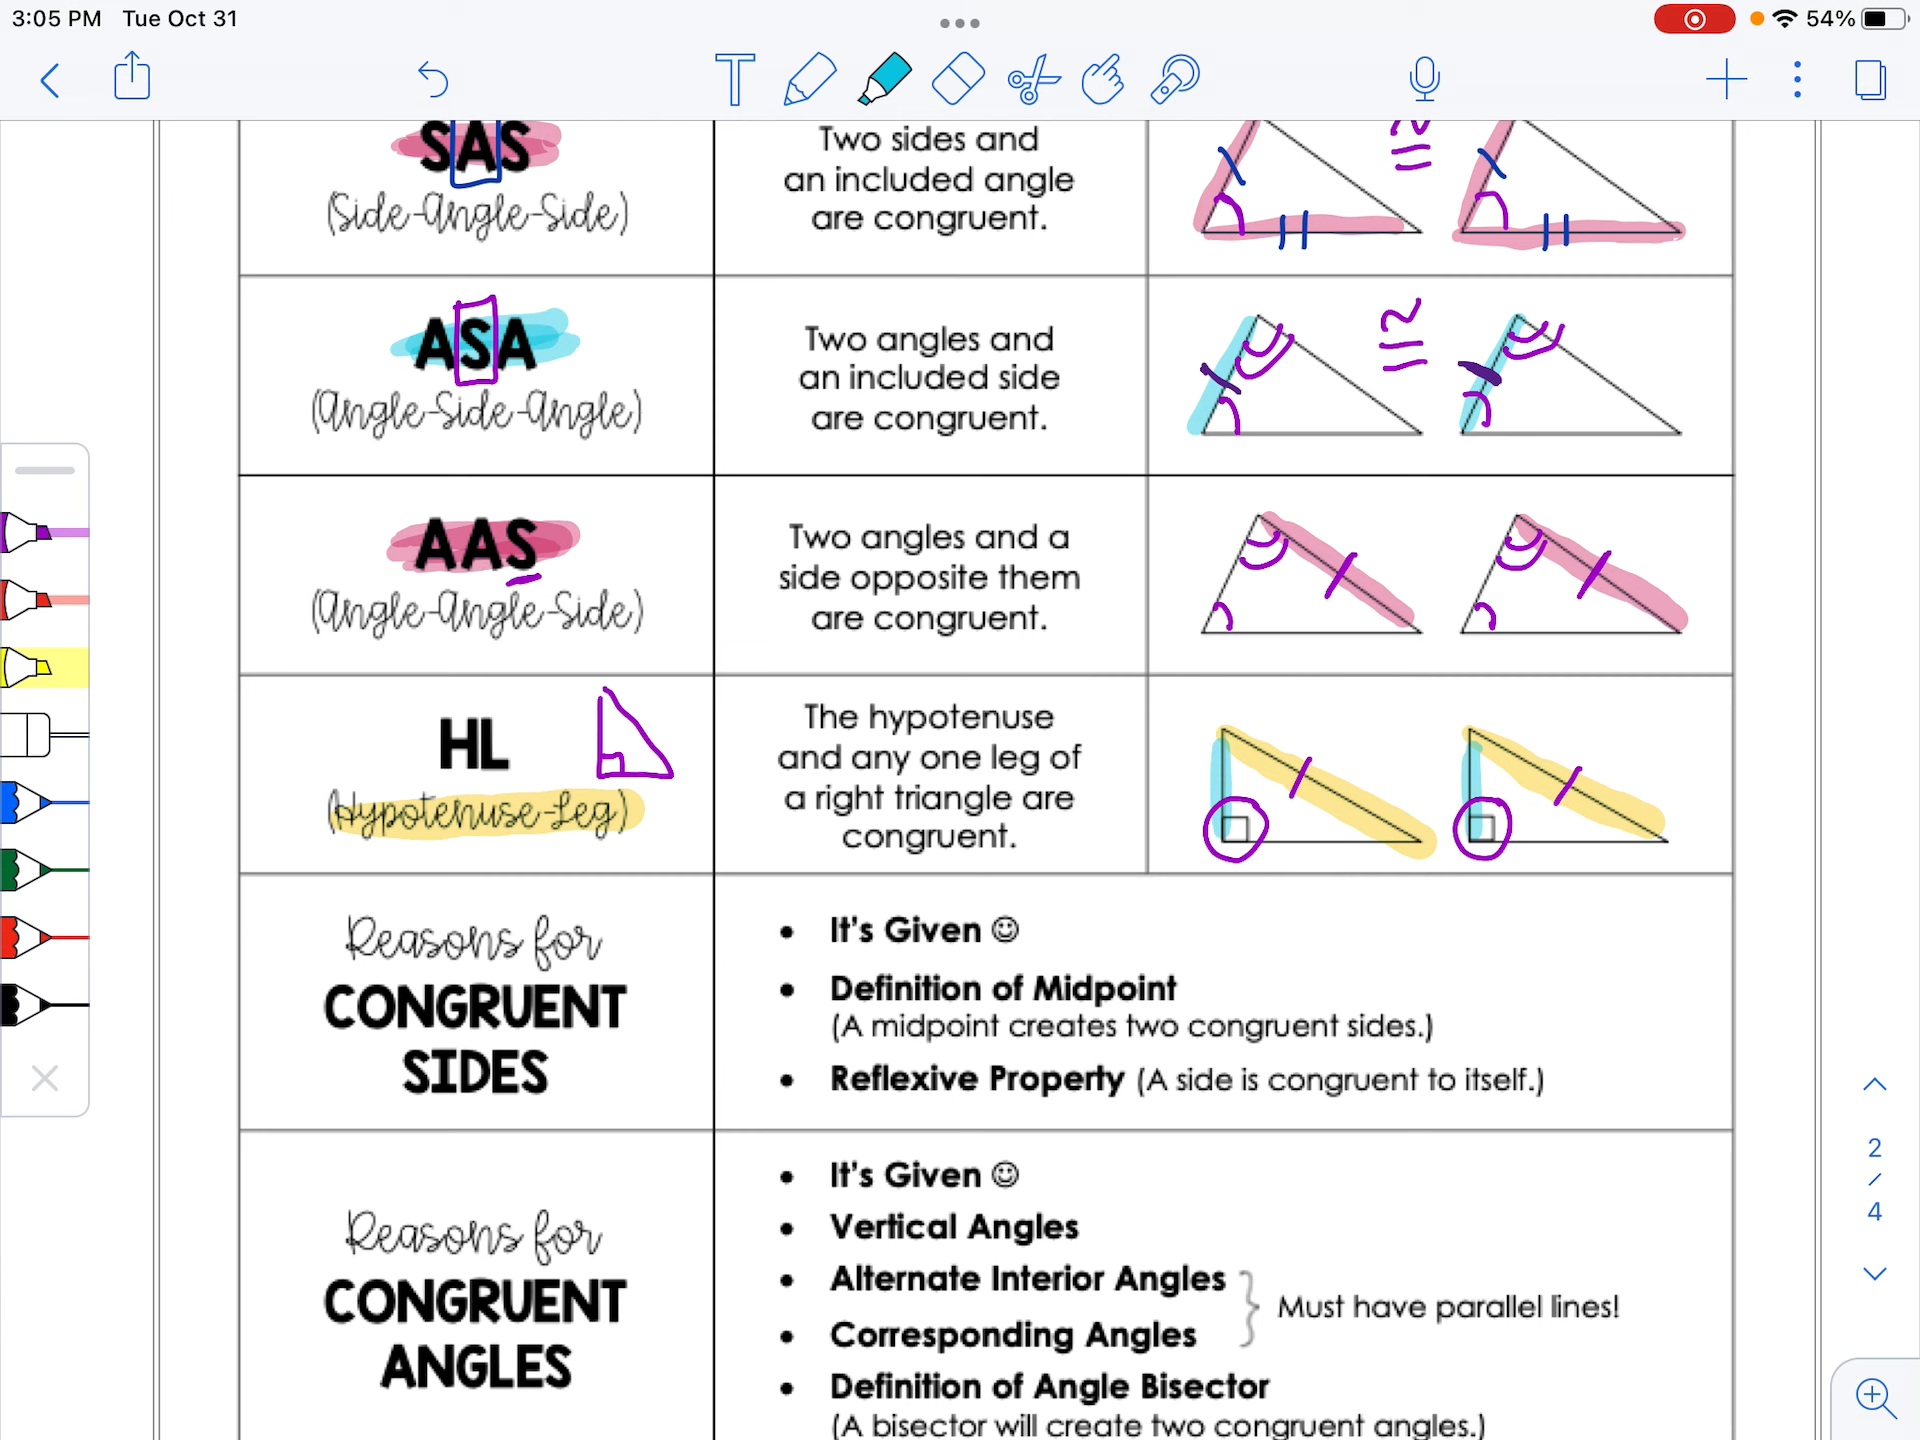 3:05 PM Tue Oct 31
54%
SAS
(Side-Angle-Side)
Two sides and
an included angle
are congruent.
≅
ASA
(Angle-Side-Angle)
Two angles and
an included side
are congruent.
≅
AAS
(Angle-Angle-Side)
Two angles and a
side opposite them
are congruent.
HL
(Hypotenuse-Leg)
The hypotenuse
and any one leg of
a right triangle are
congruent.
Reasons for
CONGRUENT
SIDES
• It's Given ☺
• Definition of Midpoint
(A midpoint creates two congruent sides.)
• Reflexive Property (A side is congruent to itself.)
Reasons for
CONGRUENT
ANGLES
• It's Given ☺
• Vertical Angles
• Alternate Interior Angles
• Corresponding Angles
Must have parallel lines!
• Definition of Angle Bisector
(A bisector will create two congruent angles.)
2
/
4